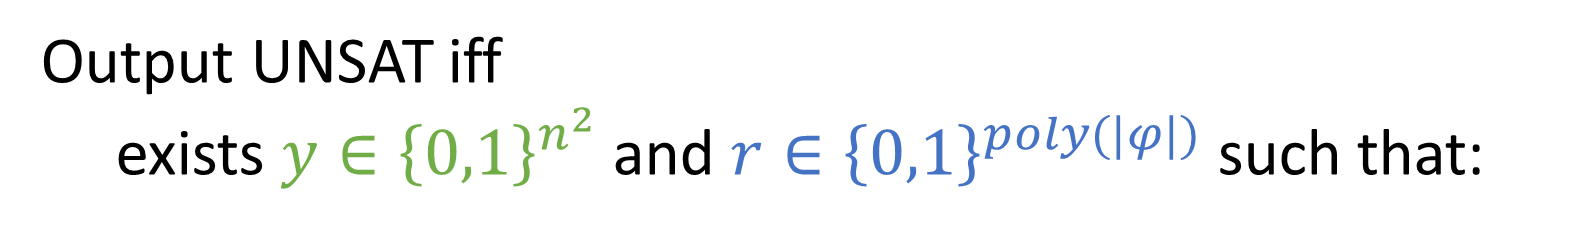 Output UNSAT iff
exists y ∈ {0,1}^{n^2} and r ∈ {0,1}^{poly(|φ|)} such that: